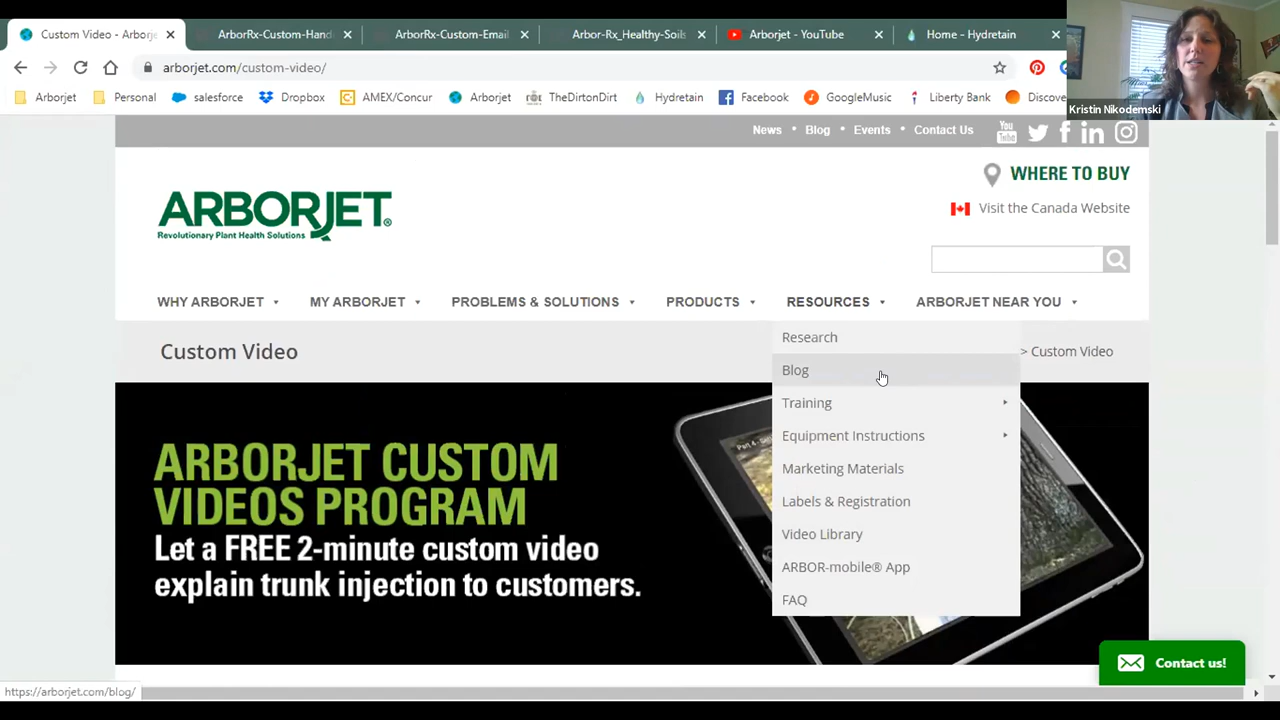 Custom Video - Arborje
ArborRx-Custom-Hand
ArborRx-Custom-Email
Arbor-Rx_Healthy-Soils
Arborjet - YouTube
Home – Hydretain
arborjet.com/custom-video/
Arborjet
Personal
salesforce
Dropbox
AMEX/Concu
Arborjet
TheDirtonDirt
Hydretain
Facebook
GoogleMusic
Liberty Bank
Discove
Kristin Nikodemski
News • Blog • Events • Contact Us
You Tube
WHERE TO BUY
Visit the Canada Website
ARBORJET®
Revolutionary Plant Health Solutions
WHY ARBORJET
MY ARBORJET
PROBLEMS & SOLUTIONS
PRODUCTS
RESOURCES
ARBORJET NEAR YOU
Custom Video
> Custom Video
Research
Blog
Training
Equipment Instructions
Marketing Materials
Labels & Registration
Video Library
ARBOR-mobile® App
FAQ
ARBORJET CUSTOM
VIDEOS PROGRAM
Let a FREE 2-minute custom video
explain trunk injection to customers.
Contact us!
https://arborjet.com/blog/